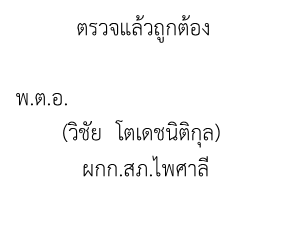 ตรวจแล้วถูกต้อง
พ.ต.อ.
(วิชัย โตเดชนิติกุล)
ผกก.สภ.ไพศาลี